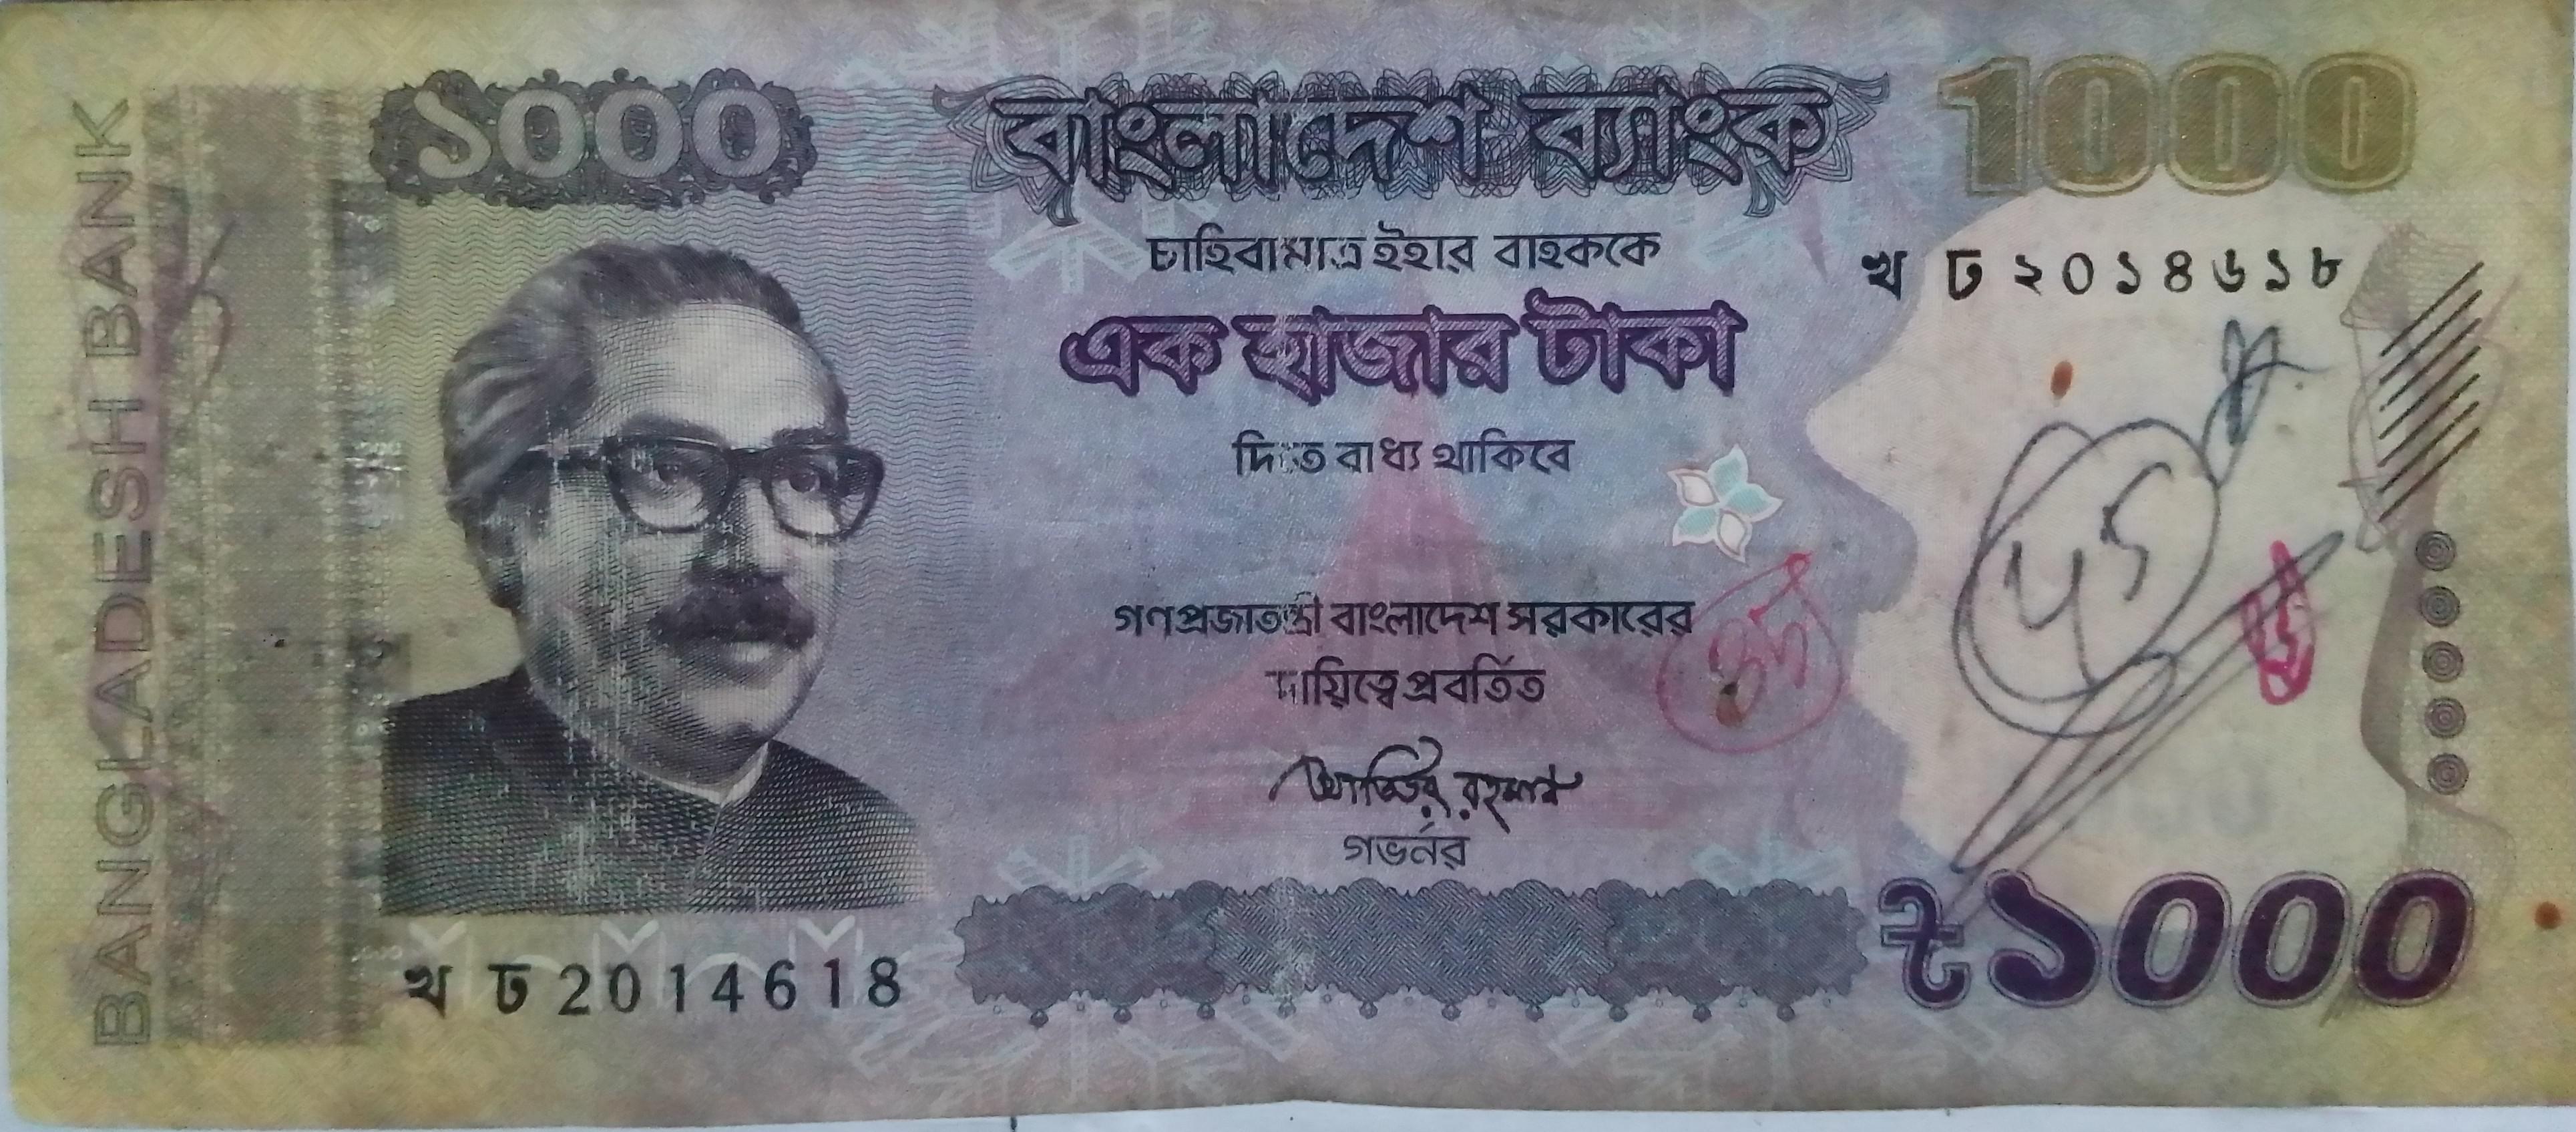 BANGLADESH BANK
১০০০
বাংলাদেশ ব্যাংক
1000
চাহিবামাত্র ইহার বাহককে
খ ঢ ২০১৪৬১৮
এক হাজার টাকা
দিতে বাধ্য থাকিবে
গণপ্রজাতন্ত্রী বাংলাদেশ সরকারের
দায়িত্বে প্রবর্তিত
আতিউর রহমান
গভর্নর
৳১০০০
খ ঢ 2014618